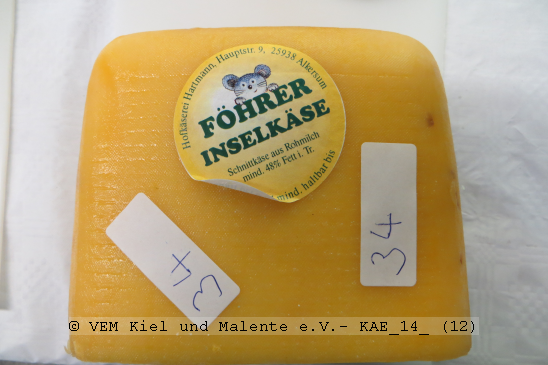 Hofkäserei Hartmann, Hauptstr. 9, 25938 Alkersum
FÖHRER
INSELKÄSE
Schnittkäse aus Rohmilch
mind. 48% Fett i. Tr.
mind. haltbar bis
34
34
© VEM Kiel und Malente e.V.- KAE_14_ (12)